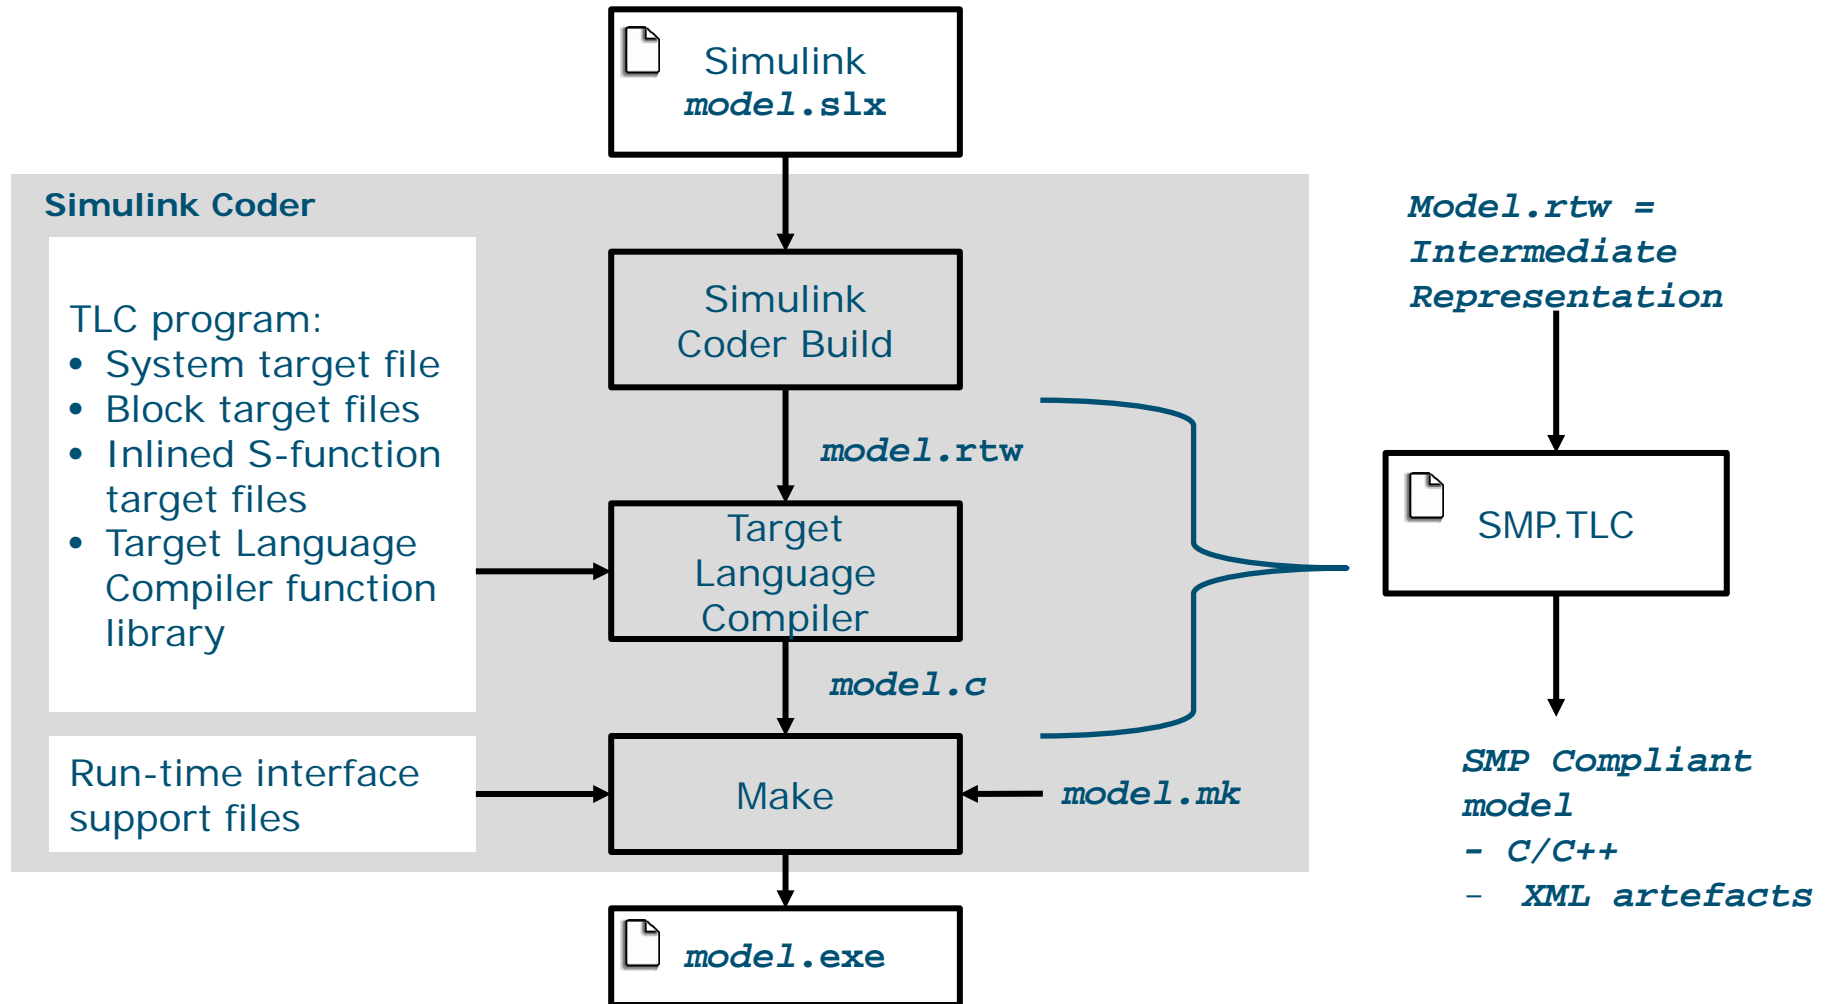 Simulink
model.slx
Simulink Coder
TLC program:
• System target file
• Block target files
• Inlined S-function
target files
• Target Language
Compiler function
library
Run-time interface
support files
Simulink
Coder Build
model.rtw
Target
Language
Compiler
model.c
Make
model.mk
model.exe
Model.rtw =
Intermediate
Representation
SMP.TLC
SMP Compliant
model
- C/C++
- XML artefacts